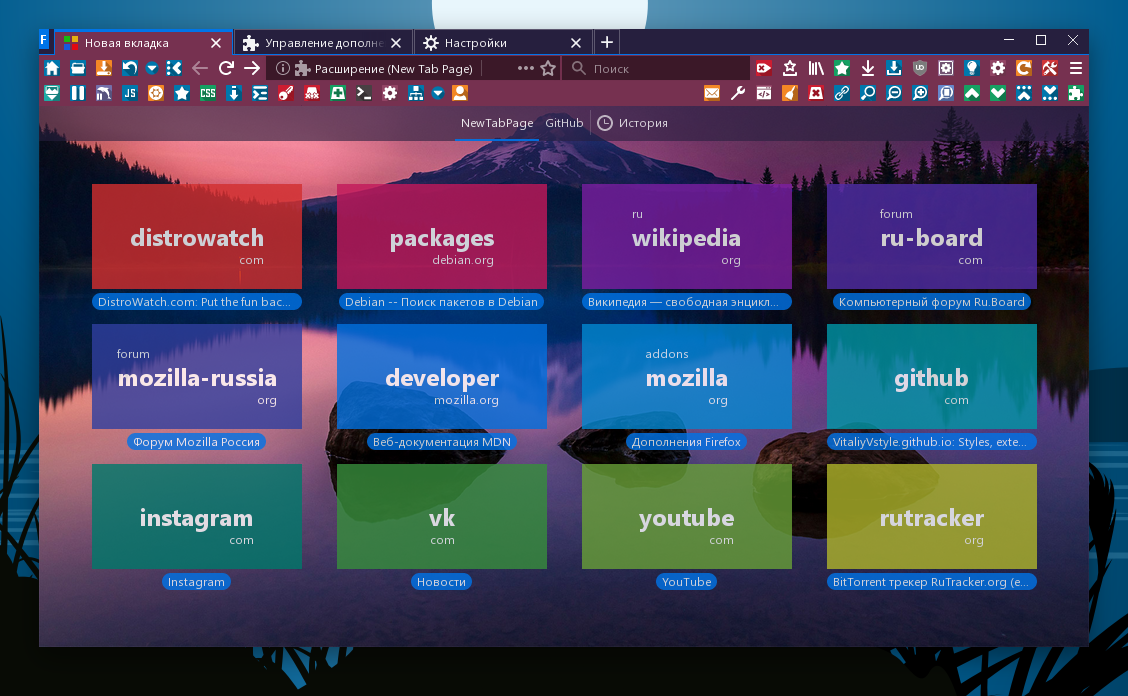 F
Новая вкладка
Управление дополне
Настройки
Расширение (New Tab Page)
Поиск
JS
CSS
NewTabPage
GitHub
История
distrowatch
com
DistroWatch.com: Put the fun bac...
packages
debian.org
Debian -- Поиск пакетов в Debian
ru
wikipedia
org
Википедия — свободная энцикл...
forum
ru-board
com
Компьютерный форум Ru.Board
forum
mozilla-russia
org
Форум Mozilla Россия
developer
mozilla.org
Веб-документация MDN
addons
mozilla
org
Дополнения Firefox
github
com
VitaliyVstyle.github.io: Styles, exte...
instagram
com
Instagram
vk
com
Новости
youtube
com
YouTube
rutracker
org
BitTorrent трекер RuTracker.org (е...